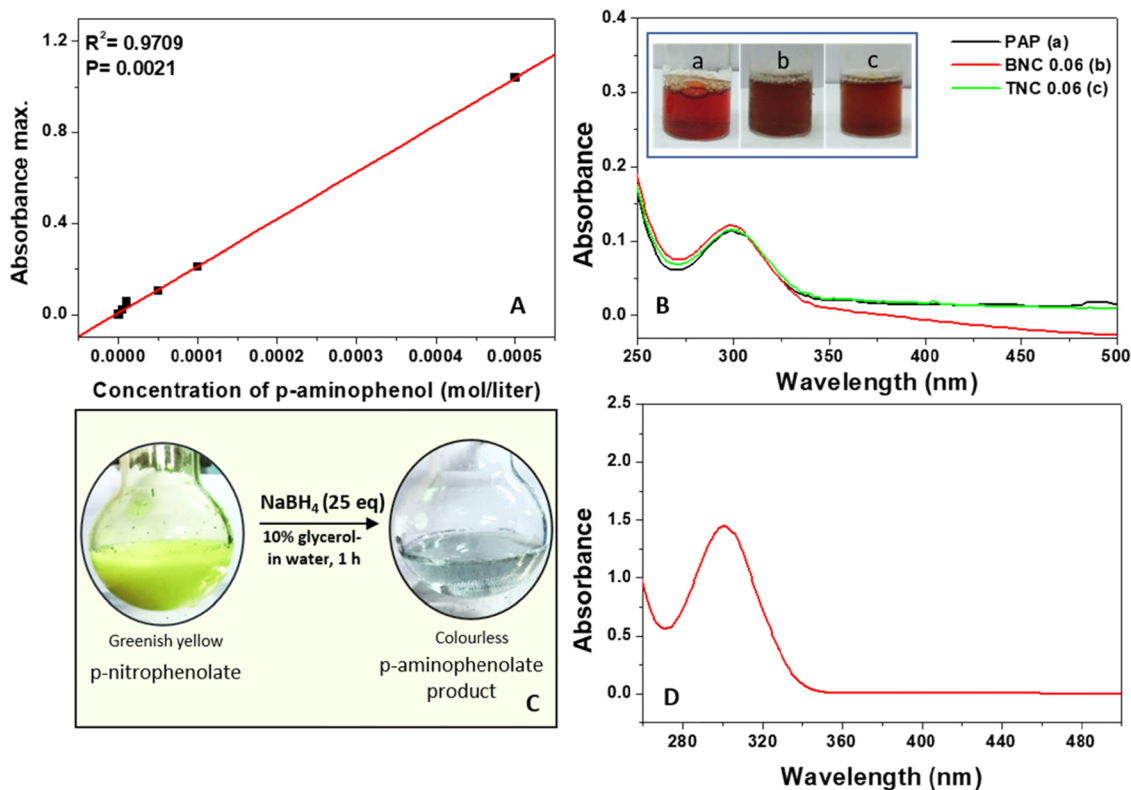 R²= 0.9709
P= 0.0021
1.2
0.8
0.4
0.0
Absorbance max.
A
0.0000 0.0001 0.0002 0.0003 0.0004 0.0005
Concentration of p-aminophenol (mol/liter)
0.4
0.3
0.2
0.1
0.0
Absorbance
a b c
PAP (a)
BNC 0.06 (b)
TNC 0.06 (c)
B
250 300 350 400 450 500
Wavelength (nm)
NaBH₄ (25 eq)
10% glycerol-
in water, 1 h
Greenish yellow
p-nitrophenolate
Colourless
p-aminophenolate
product
C
2.5
2.0
1.5
1.0
0.5
0.0
Absorbance
D
280 320 360 400 440 480
Wavelength (nm)